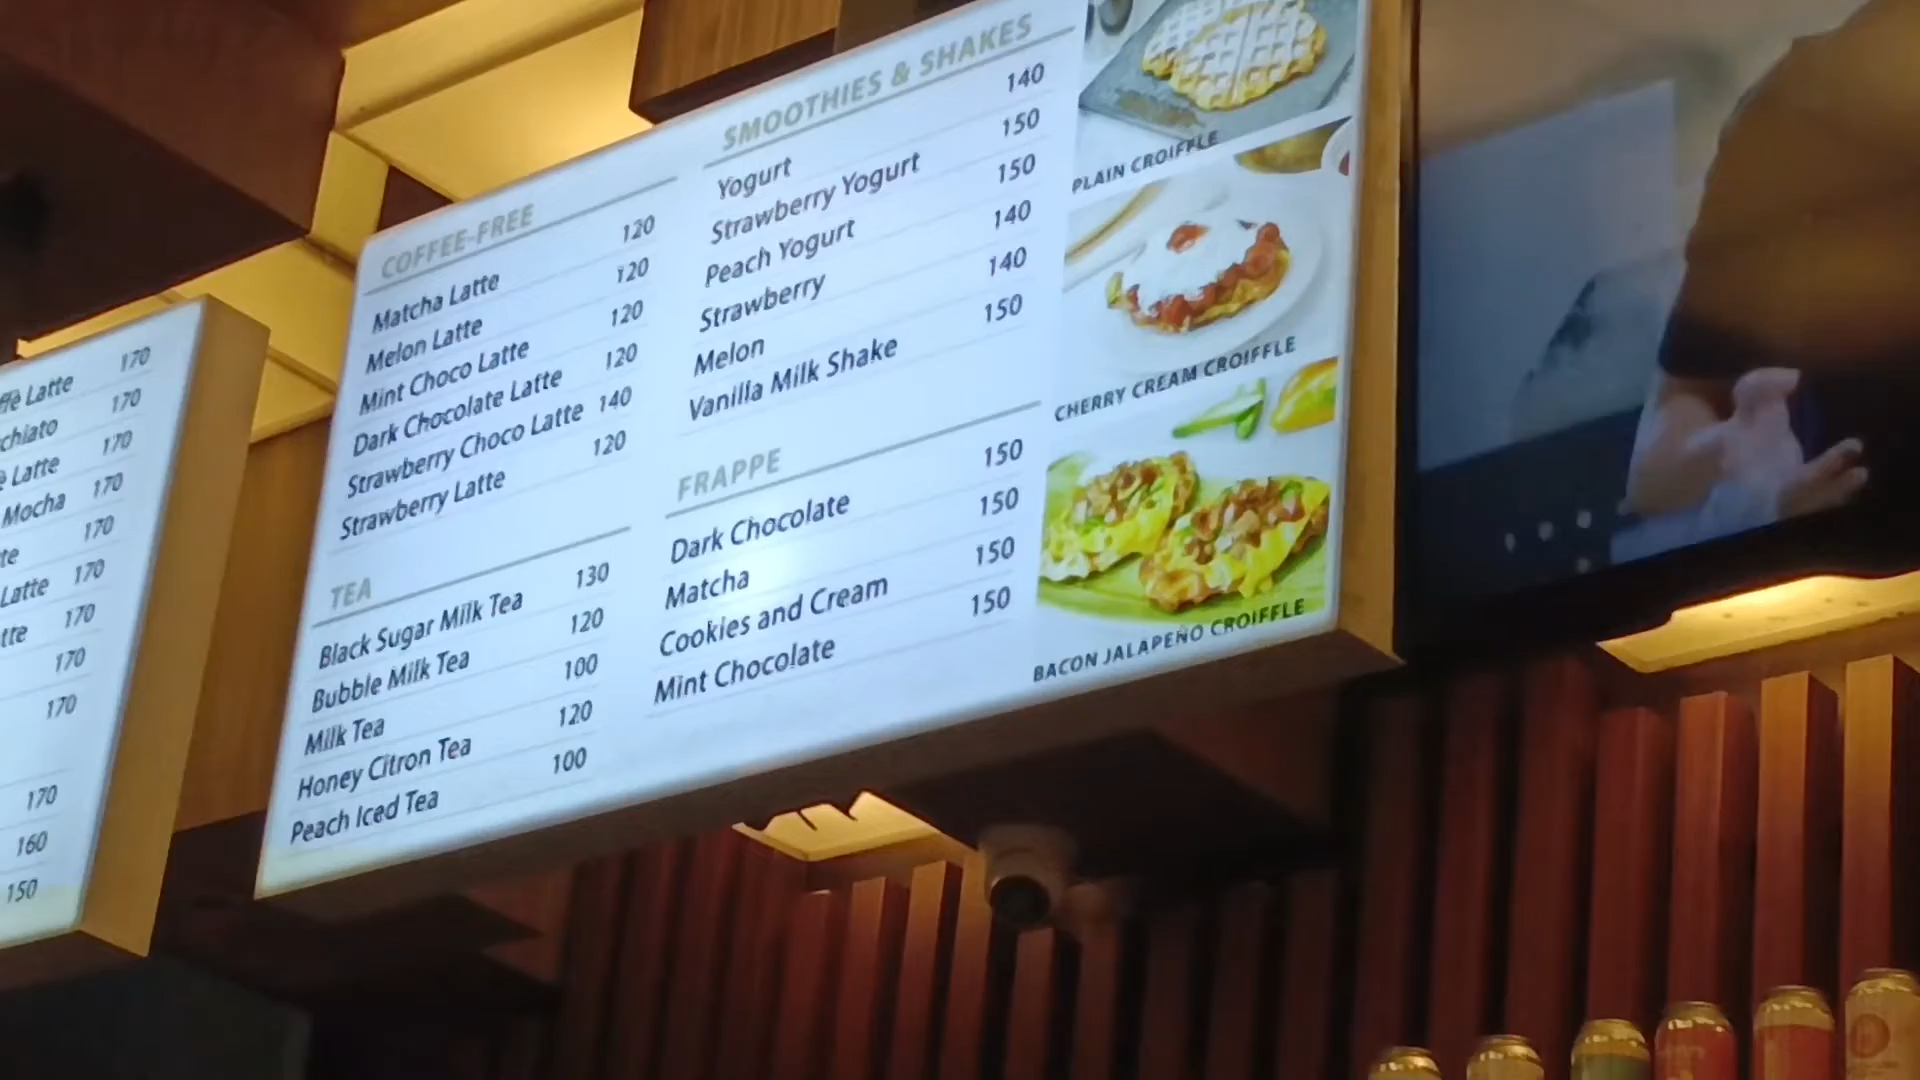 ffè Latte 170
chiato 170
Latte 170
Mocha 170
te 170
Latte 170
tte 170
170
170
170
160
150
COFFEE-FREE
Matcha Latte 120
Melon Latte 120
Mint Choco Latte 120
Dark Chocolate Latte 120
Strawberry Choco Latte 140
Strawberry Latte 120
TEA
Black Sugar Milk Tea 130
Bubble Milk Tea 120
Milk Tea 100
Honey Citron Tea 120
Peach Iced Tea 100
SMOOTHIES & SHAKES
Yogurt 140
Strawberry Yogurt 150
Peach Yogurt 150
Strawberry 140
Melon 140
Vanilla Milk Shake 150
FRAPPE
Dark Chocolate 150
Matcha 150
Cookies and Cream 150
Mint Chocolate 150
PLAIN CROIFFLE
CHERRY CREAM CROIFFLE
BACON JALAPEÑO CROIFFLE